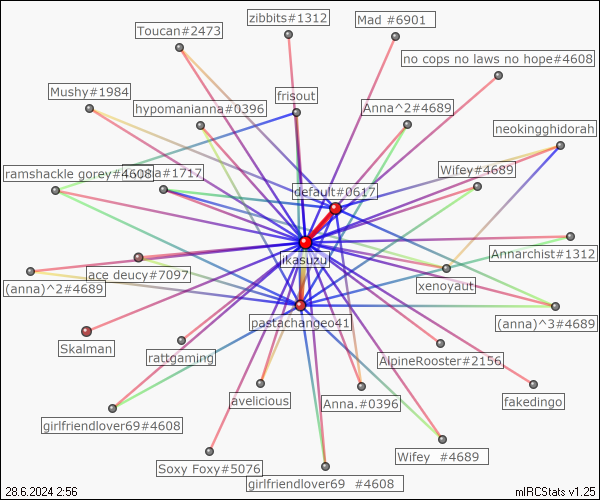 zibbits#1312
Mad #6901
Toucan#2473
no cops no laws no hope#4608
Mushy#1984
frisout
hypomanianna#0396
Anna^2#4689
neokingghidorah
ramshackle gorey#4608
#1717
Wifey#4689
default#0617
Annarchist#1312
ikasuzu
ace deucy#7097
(anna)^2#4689
xenoyaut
pastachangeo41
(anna)^3#4689
Skalman
rattgaming
AlpineRooster#2156
avelicious
Anna.#0396
fakedingo
girlfriendlover69#4608
Wifey #4689
Soxy Foxy#5076
girlfriendlover69 #4608
28.6.2024 2:56
mIRCStats v1.25